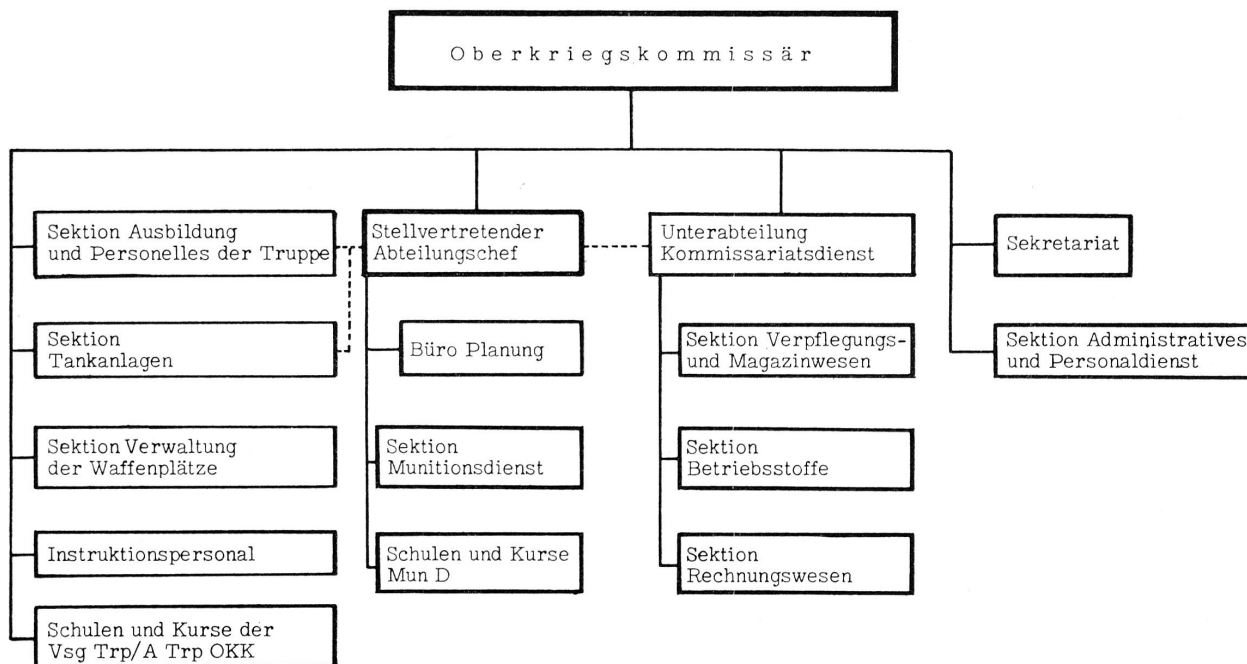 Oberkriegskommissär
Sektion Ausbildung
und Personelles der Truppe
Stellvertretender
Abteilungschef
Unterabteilung
Kommissariatsdienst
Sekretariat
Sektion
Tankanlagen
Büro Planung
Sektion Verpflegungs-
und Magazinwesen
Sektion Administratives
und Personaldienst
Sektion Verwaltung
der Waffenplätze
Sektion
Munitionsdienst
Sektion
Betriebsstoffe
Instruktionspersonal
Schulen und Kurse
Mun D
Sektion
Rechnungswesen
Schulen und Kurse der
Vsg Trp/A Trp OKK